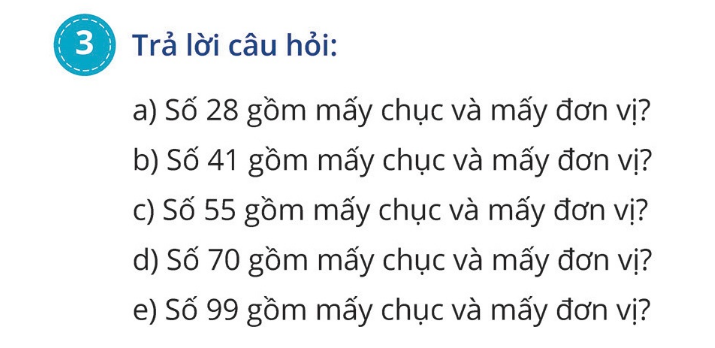 3 Trả lời câu hỏi:
a) Số 28 gồm mấy chục và mấy đơn vị?
b) Số 41 gồm mấy chục và mấy đơn vị?
c) Số 55 gồm mấy chục và mấy đơn vị?
d) Số 70 gồm mấy chục và mấy đơn vị?
e) Số 99 gồm mấy chục và mấy đơn vị?